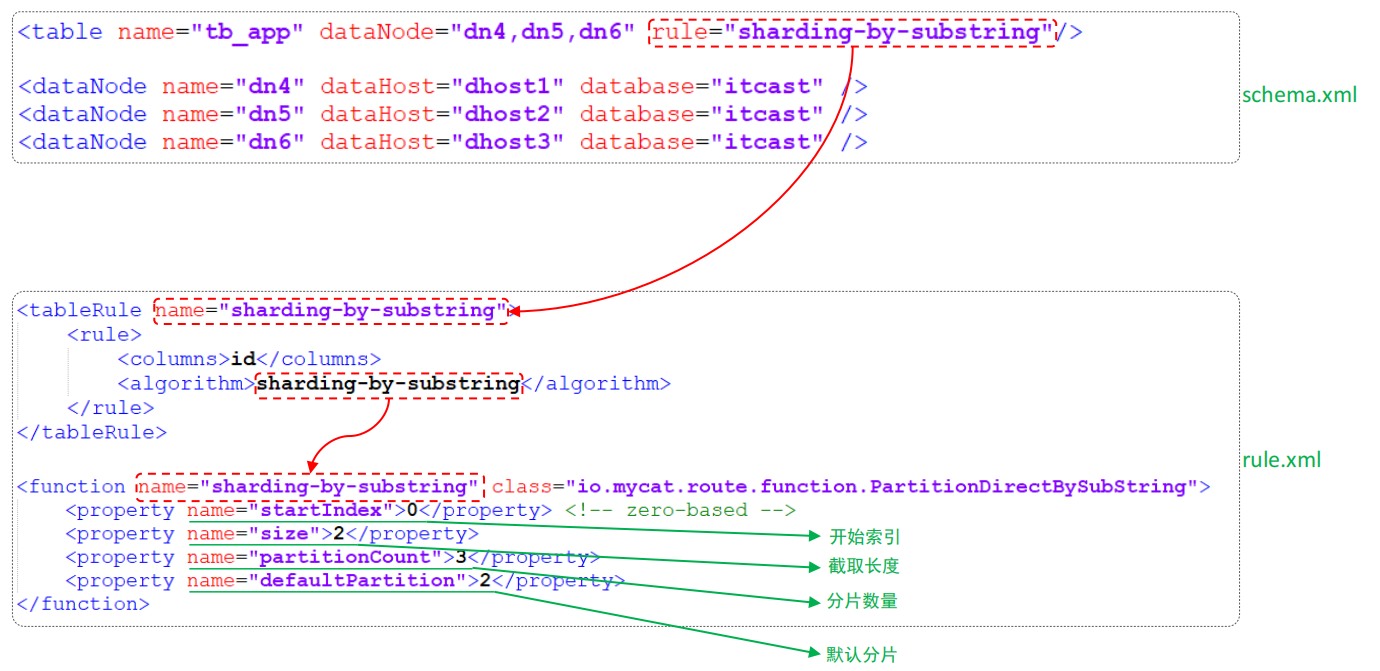 <table name="tb_app" dataNode="dn4,dn5,dn6" rule="sharding-by-substring"/>
<dataNode name="dn4" dataHost="dhost1" database="itcast" />
<dataNode name="dn5" dataHost="dhost2" database="itcast" />
<dataNode name="dn6" dataHost="dhost3" database="itcast" />
schema.xml
<tableRule name="sharding-by-substring">
<rule>
<columns>id</columns>
<algorithm>sharding-by-substring</algorithm>
</rule>
</tableRule>
rule.xml
<function name="sharding-by-substring" class="io.mycat.route.function.PartitionDirectBySubString">
<property name="startIndex">0</property> <!-- zero-based -->
<property name="size">2</property>
<property name="partitionCount">3</property>
<property name="defaultPartition">2</property>
</function>
开始索引
截取长度
分片数量
默认分片